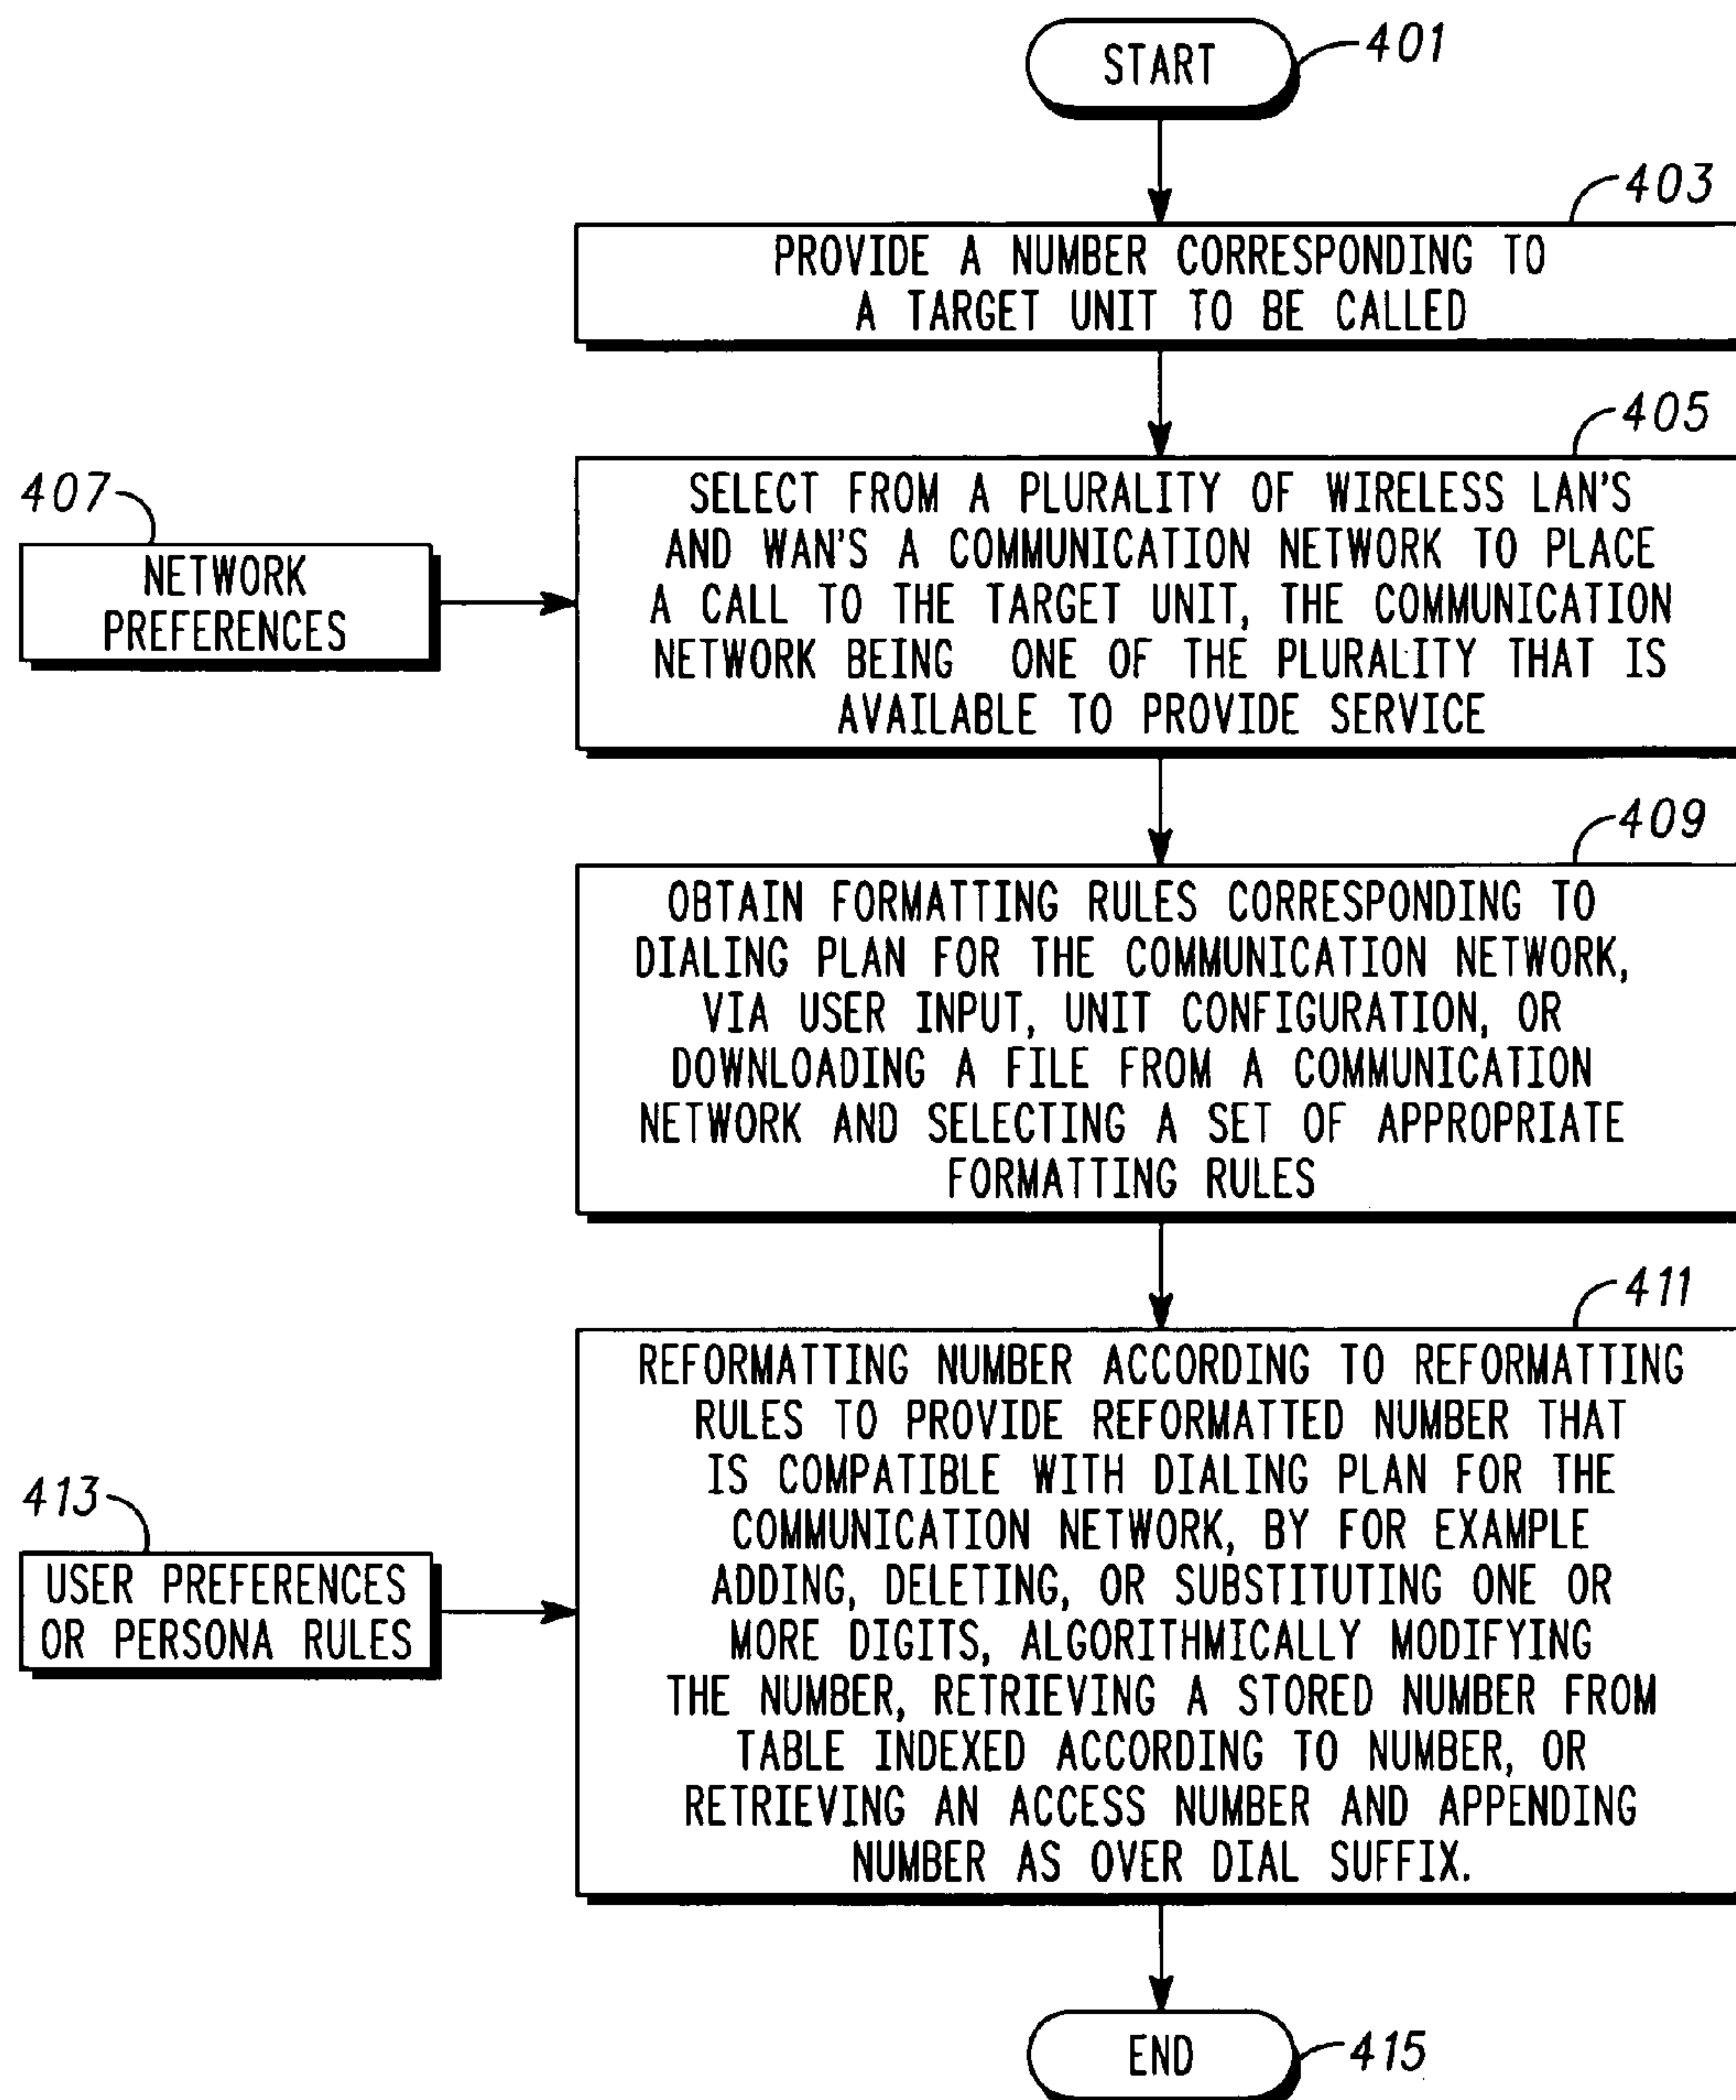 START
401
403
PROVIDE A NUMBER CORRESPONDING TO
A TARGET UNIT TO BE CALLED
405
407
NETWORK
PREFERENCES
SELECT FROM A PLURALITY OF WIRELESS LAN'S
AND WAN'S A COMMUNICATION NETWORK TO PLACE
A CALL TO THE TARGET UNIT, THE COMMUNICATION
NETWORK BEING ONE OF THE PLURALITY THAT IS
AVAILABLE TO PROVIDE SERVICE
409
OBTAIN FORMATTING RULES CORRESPONDING TO
DIALING PLAN FOR THE COMMUNICATION NETWORK,
VIA USER INPUT, UNIT CONFIGURATION, OR
DOWNLOADING A FILE FROM A COMMUNICATION
NETWORK AND SELECTING A SET OF APPROPRIATE
FORMATTING RULES
411
REFORMATTING NUMBER ACCORDING TO REFORMATTING
RULES TO PROVIDE REFORMATTED NUMBER THAT
IS COMPATIBLE WITH DIALING PLAN FOR THE
COMMUNICATION NETWORK, BY FOR EXAMPLE
ADDING, DELETING, OR SUBSTITUTING ONE OR
MORE DIGITS, ALGORITHMICALLY MODIFYING
THE NUMBER, RETRIEVING A STORED NUMBER FROM
TABLE INDEXED ACCORDING TO NUMBER, OR
RETRIEVING AN ACCESS NUMBER AND APPENDING
NUMBER AS OVER DIAL SUFFIX.
413
USER PREFERENCES
OR PERSONA RULES
END
415